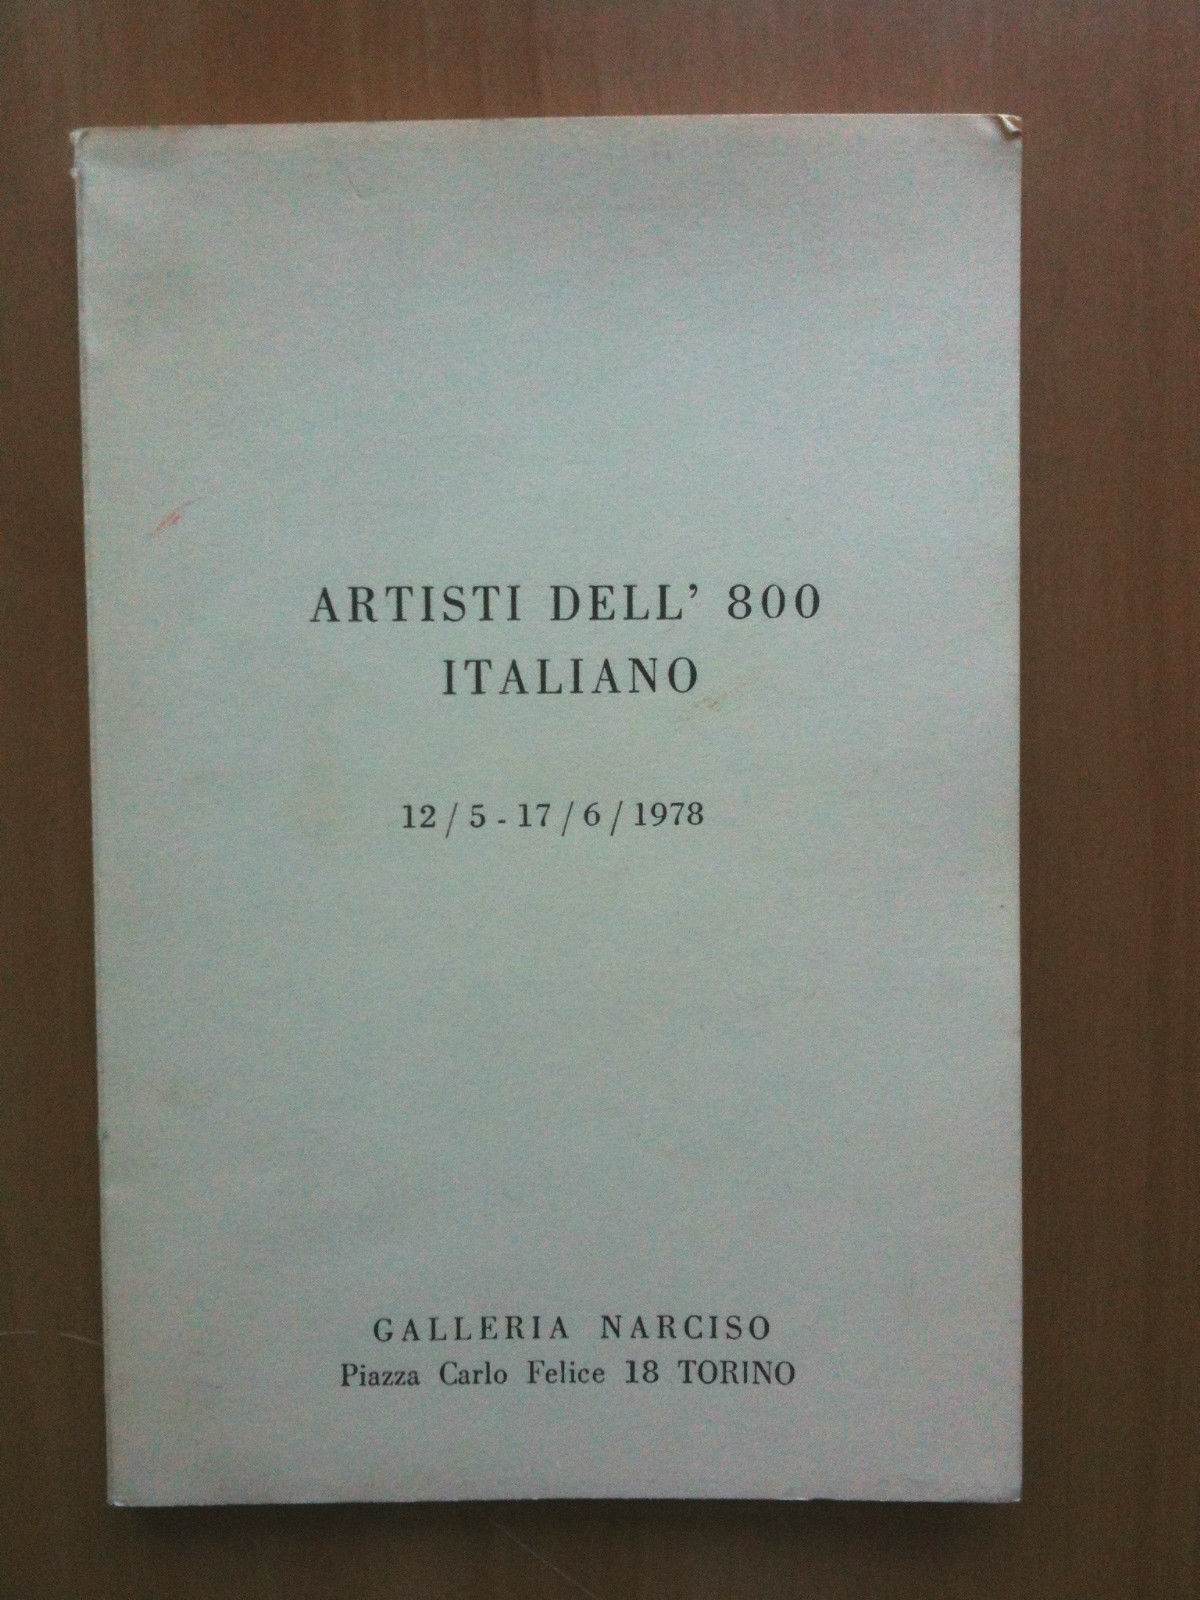 ARTISTI DELL' 800
ITALIANO
12 / 5 - 17 / 6 / 1978
GALLERIA NARCISO
Piazza Carlo Felice 18 TORINO